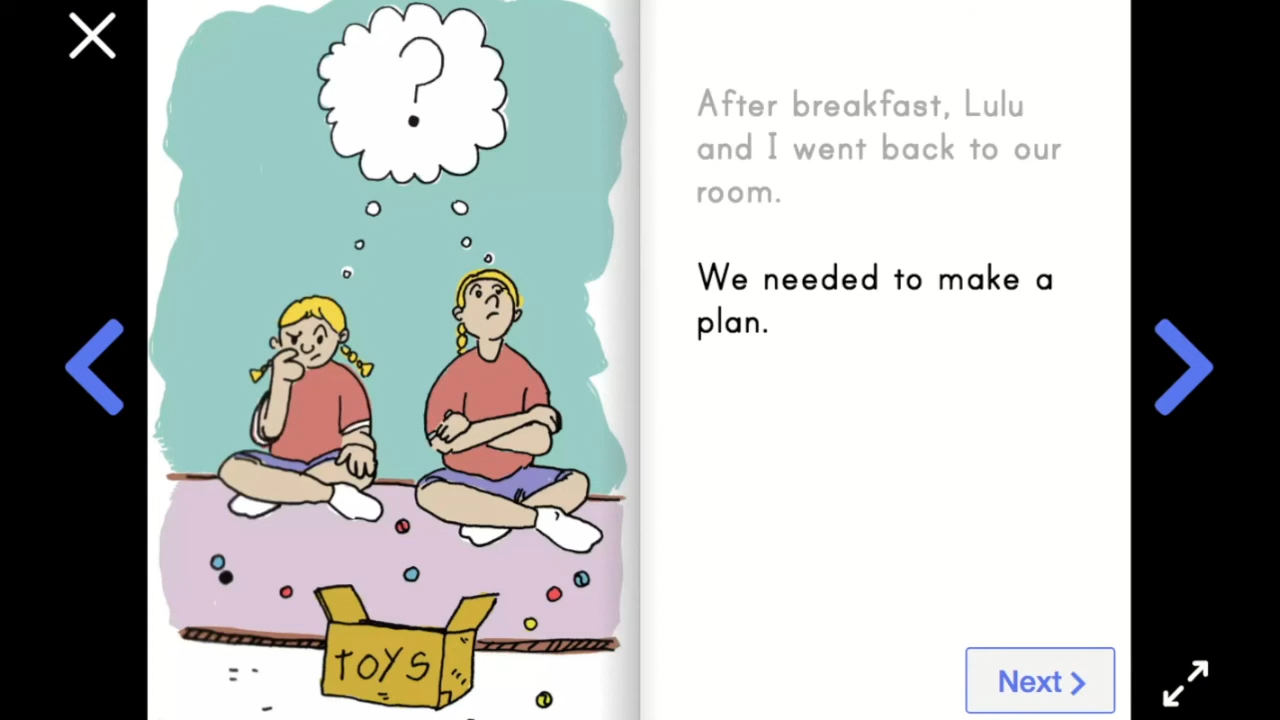 ?
After breakfast, Lulu
and I went back to our
room.
We needed to make a
plan.
TOYS
Next